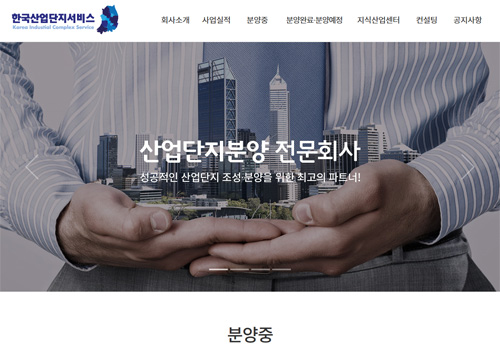 한국산업단지서비스
Korea Industrial Complex Service
회사소개 사업실적 분양중 분양완료·분양예정 지식산업센터 컨설팅 공지사항
산업단지분양 전문회사
성공적인 산업단지 조성·분양을 위한 최고의 파트너!
분양중